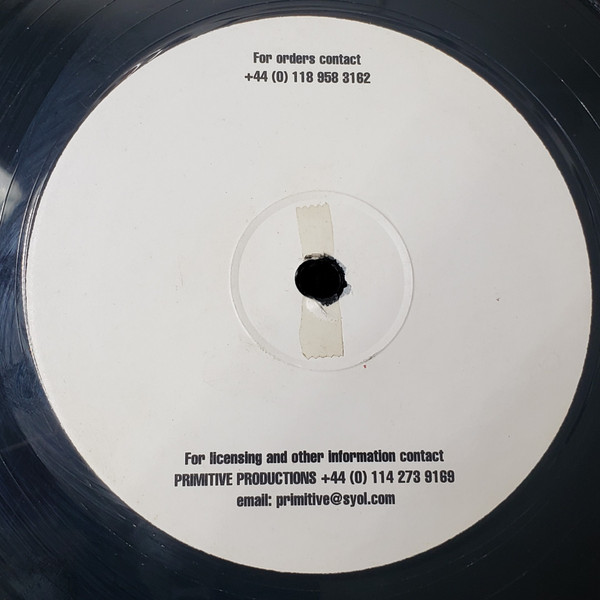 For orders contact
+44 (0) 118 958 3162
For licensing and other information contact
PRIMITIVE PRODUCTIONS +44 (0) 114 273 9169
email: primitive@syol.com